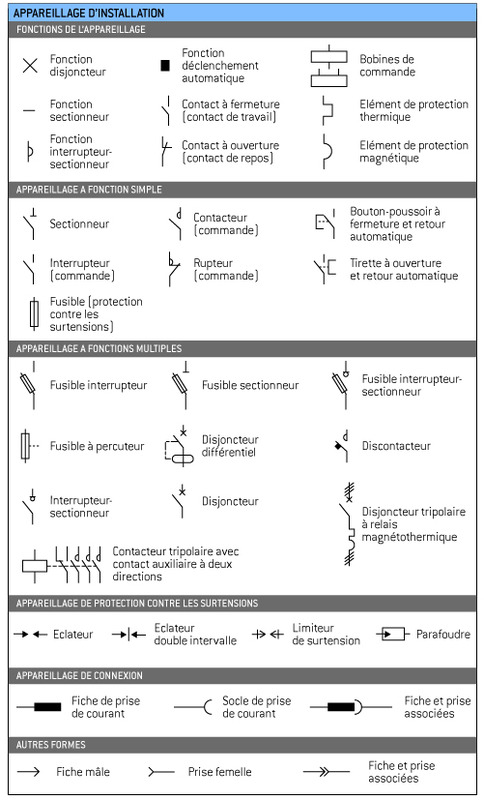 APPAREILLAGE D'INSTALLATION
FONCTIONS DE L'APPAREILLAGE
Fonction
disjoncteur
Fonction
déclenchement
automatique
Bobines de
commande
Fonction
sectionneur
Contact à fermeture
(contact de travail)
Elément de protection
thermique
Fonction
interrupteur-
sectionneur
Contact à ouverture
(contact de repos)
Elément de protection
magnétique
APPAREILLAGE A FONCTION SIMPLE
Sectionneur
Contacteur
(commande)
Bouton-poussoir à
fermeture et retour
automatique
Interrupteur
(commande)
Rupteur
(commande)
Tirette à ouverture
et retour automatique
Fusible (protection
contre les
surtensions)
APPAREILLAGE A FONCTIONS MULTIPLES
Fusible interrupteur
Fusible sectionneur
Fusible interrupteur-
sectionneur
Fusible à percuteur
Disjoncteur
différentiel
Discontacteur
Interrupteur-
sectionneur
Disjoncteur
Disjoncteur tripolaire
à relais
magnétothermique
Contacteur tripolaire avec
contact auxiliaire à deux
directions
APPAREILLAGE DE PROTECTION CONTRE LES SURTENSIONS
Eclateur
Eclateur
double intervalle
Limiteur
de surtension
Parafoudre
APPAREILLAGE DE CONNEXION
Fiche de prise
de courant
Socle de prise
de courant
Fiche et prise
associées
AUTRES FORMES
Fiche mâle
Prise femelle
Fiche et prise
associées